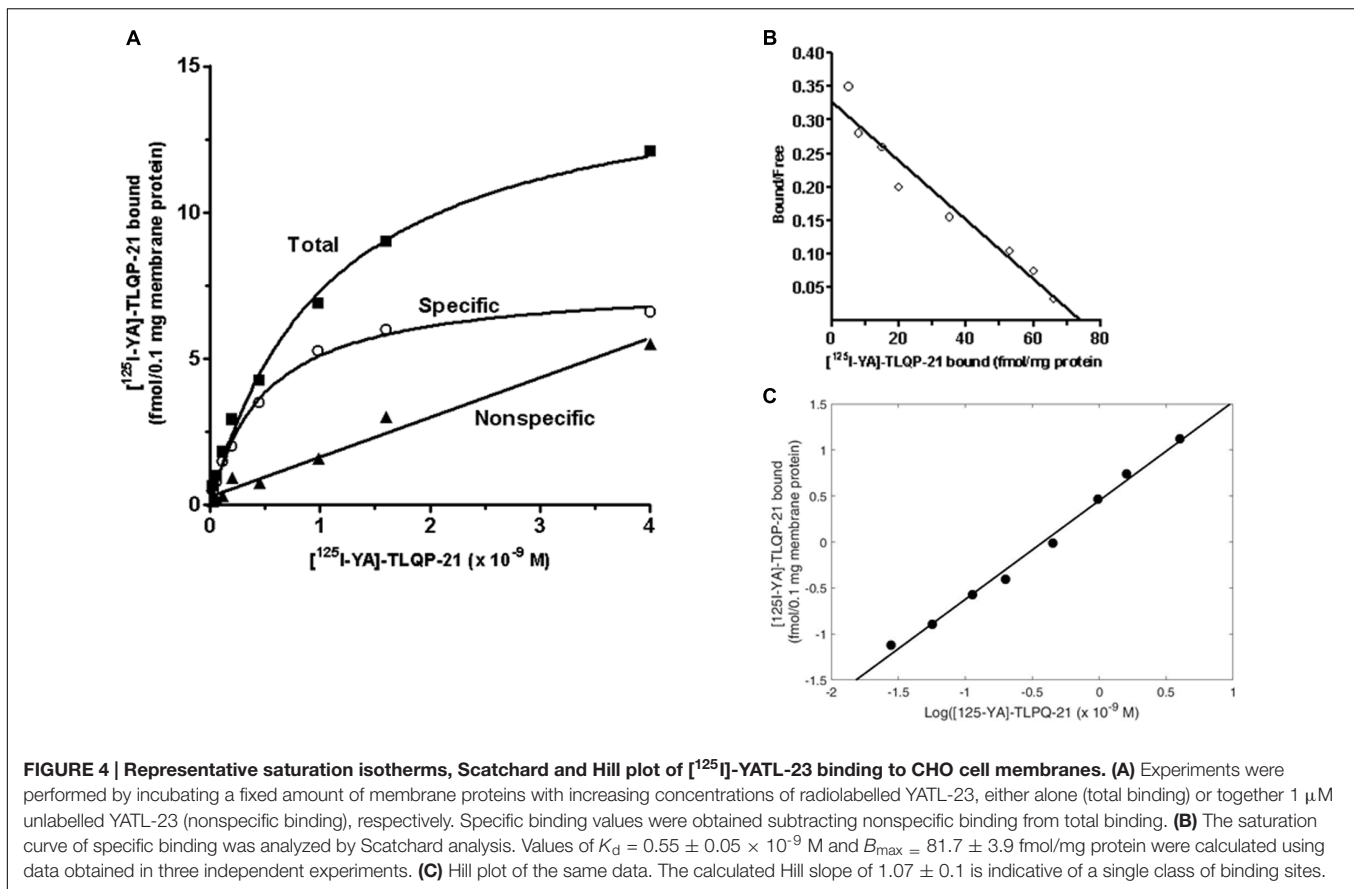 A
15
10
5
0
0
1
2
3
4
Total
Specific
Nonspecific
[¹²⁵I-YA]-TLQP-21 bound
(fmol/0.1 mg membrane protein)
[¹²⁵I-YA]-TLQP-21 (x 10⁻⁹ M)
B
0.40
0.35
0.30
0.25
0.20
0.15
0.10
0.05
0
20
40
60
80
Bound/Free
[¹²⁵I-YA]-TLQP-21 bound (fmol/mg protein
C
1.5
1
0.5
0
-0.5
-1
-1.5
-2
-1.5
-1
-0.5
0
0.5
1
[125I-YA]-TLQP-21 bound
(fmol/0.1 mg membrane protein)
Log([125-YA]-TLPQ-21 (x 10⁻⁹ M)
FIGURE 4 | Representative saturation isotherms, Scatchard and Hill plot of [¹²⁵I]-YATL-23 binding to CHO cell membranes. (A) Experiments were
performed by incubating a fixed amount of membrane proteins with increasing concentrations of radiolabelled YATL-23, either alone (total binding) or together 1 μM
unlabelled YATL-23 (nonspecific binding), respectively. Specific binding values were obtained subtracting nonspecific binding from total binding. (B) The saturation
curve of specific binding was analyzed by Scatchard analysis. Values of K_d = 0.55 ± 0.05 × 10⁻⁹ M and B_max = 81.7 ± 3.9 fmol/mg protein were calculated using
data obtained in three independent experiments. (C) Hill plot of the same data. The calculated Hill slope of 1.07 ± 0.1 is indicative of a single class of binding sites.